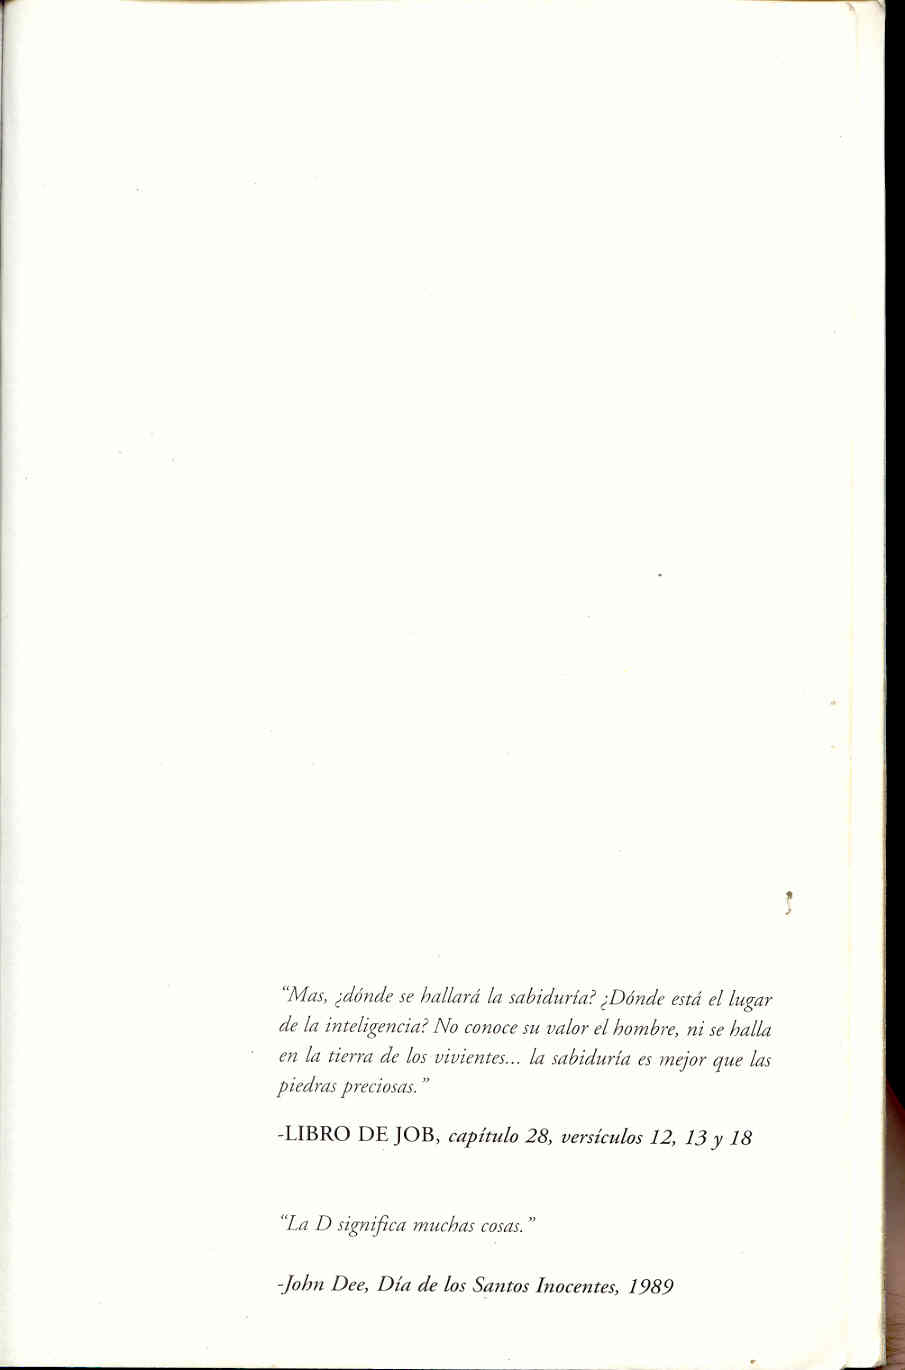 “Mas, ¿dónde se hallará la sabiduría? ¿Dónde está el lugar
de la inteligencia? No conoce su valor el hombre, ni se halla
en la tierra de los vivientes... la sabiduría es mejor que las
piedras preciosas.”
-LIBRO DE JOB, capítulo 28, versículos 12, 13 y 18
“La D significa muchas cosas.”
-John Dee, Día de los Santos Inocentes, 1989